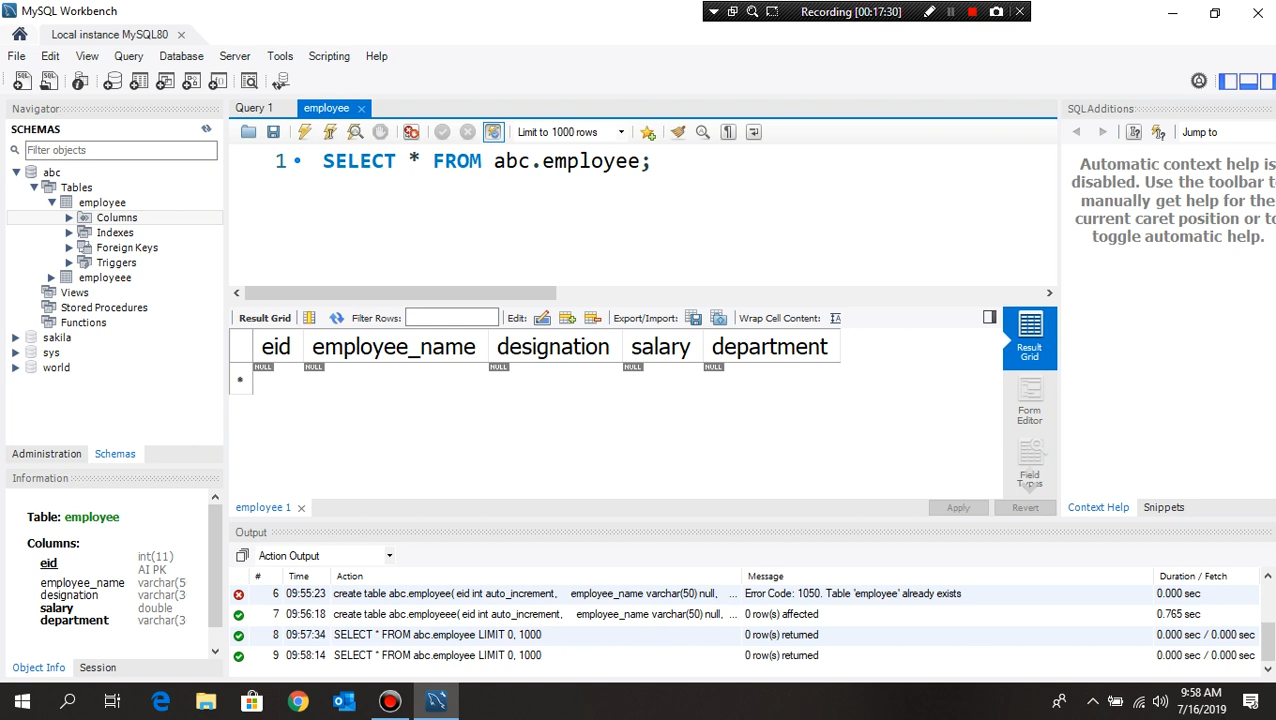 MySQL Workbench
Recording [00:17:30]
Local instance MySQL80
File Edit View Query Database Server Tools Scripting Help
Navigator
SCHEMAS
Filter objects
abc
Tables
employee
Columns
Indexes
Foreign Keys
Triggers
employeee
Views
Stored Procedures
Functions
sakila
sys
world
Administration Schemas
Information
Table: employee
Columns:
eid int(11)
AI PK
employee_name varchar(5
designation varchar(3
salary double
department varchar(3
Object Info Session
Query 1 employee
Limit to 1000 rows
1 SELECT * FROM abc.employee;
Result Grid Filter Rows: Edit: Export/Import: Wrap Cell Content:
eid employee_name designation salary department
NULL NULL NULL NULL NULL
*
Result
Grid
Form
Editor
Field
Types
employee 1 Apply Revert
Output
Action Output
# Time Action Message Duration / Fetch
6 09:55:23 create table abc.employee( eid int auto_increment, employee_name varchar(50) null, ... Error Code: 1050. Table 'employee' already exists 0.000 sec
7 09:56:18 create table abc.employeee( eid int auto_increment, employee_name varchar(50) null, ... 0 row(s) affected 0.765 sec
8 09:57:34 SELECT * FROM abc.employee LIMIT 0, 1000 0 row(s) returned 0.000 sec / 0.000 sec
9 09:58:14 SELECT * FROM abc.employee LIMIT 0, 1000 0 row(s) returned 0.000 sec / 0.000 sec
SQLAdditions
Jump to
Automatic context help is
disabled. Use the toolbar t
manually get help for the
current caret position or to
toggle automatic help.
Context Help Snippets
9:58 AM
7/16/2019